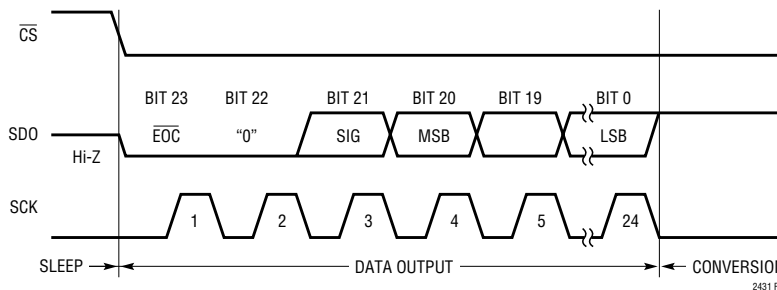 CS
BIT 23 BIT 22 BIT 21 BIT 20 BIT 19 BIT 0
SDO EOC “0” SIG MSB LSB
Hi-Z
SCK 1 2 3 4 5 24
SLEEP DATA OUTPUT CONVERSION
2431 F